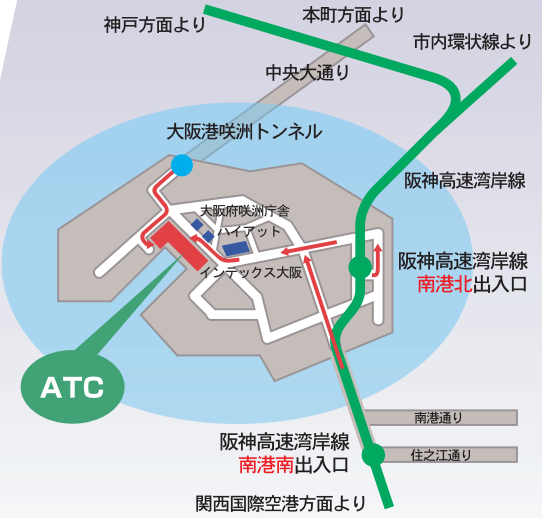 本町方面より
神戸方面より
市内環状線より
中央大通り
大阪港咲洲トンネル
阪神高速湾岸線
大阪府咲洲庁舎
ハイアット
阪神高速湾岸線
南港北出入口
インテックス大阪
ATC
南港通り
阪神高速湾岸線
南港南出入口
住之江通り
関西国際空港方面より